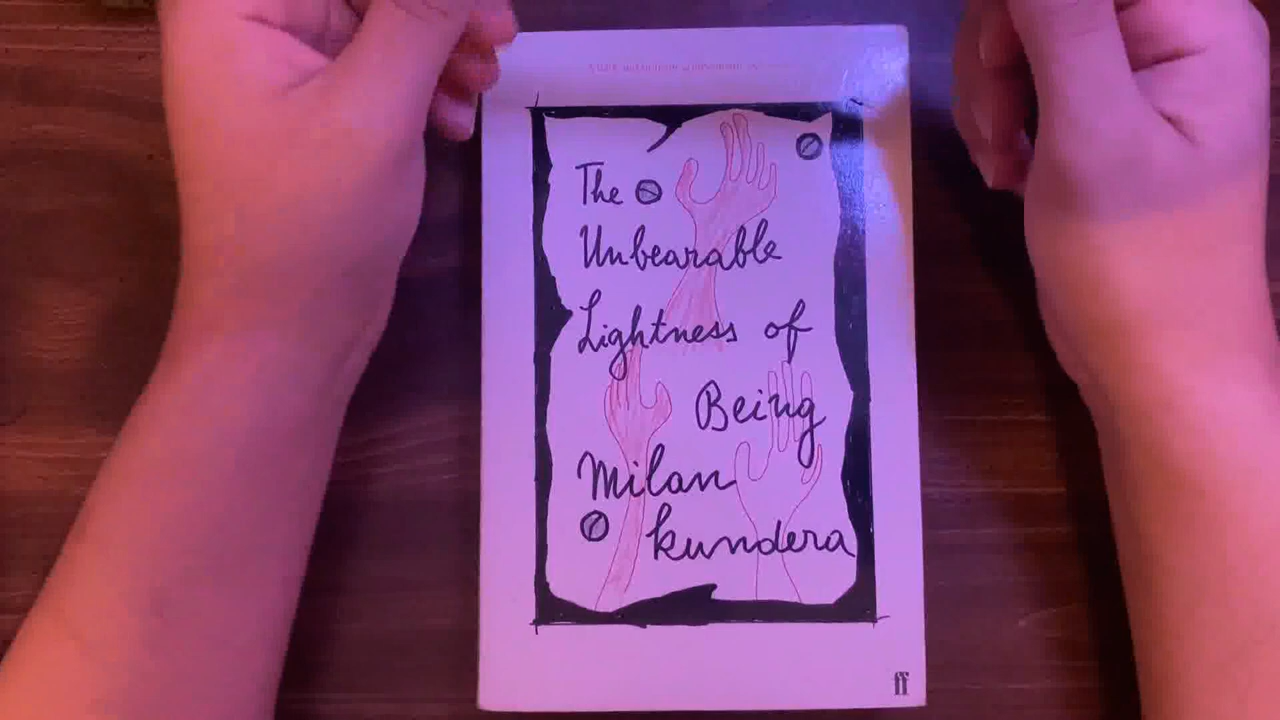 The
Unbearable
Lightness of
Being
Milan
kundera
ff